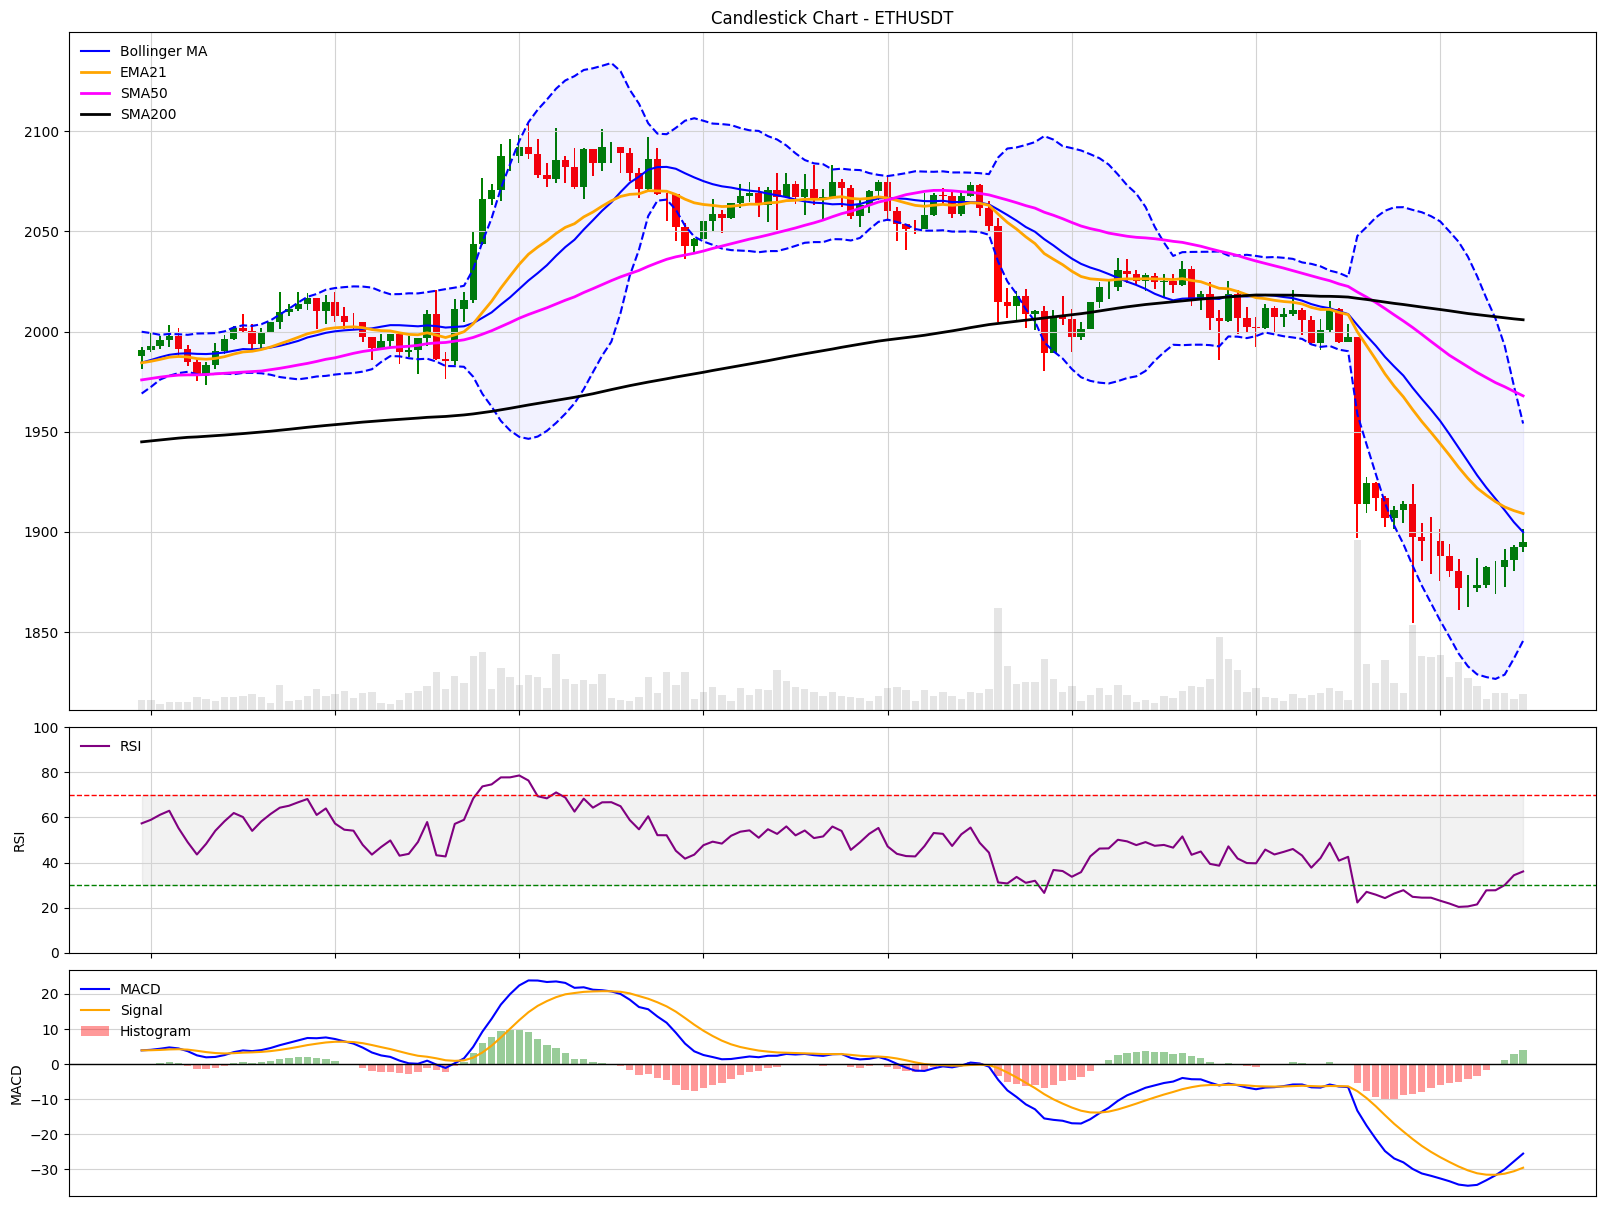 Candlestick Chart - ETHUSDT
Bollinger MA
EMA21
SMA50
SMA200
2100
2050
2000
1950
1900
1850
RSI
100
80
60
40
20
0
RSI
MACD
Signal
Histogram
20
10
0
−10
−20
−30
MACD